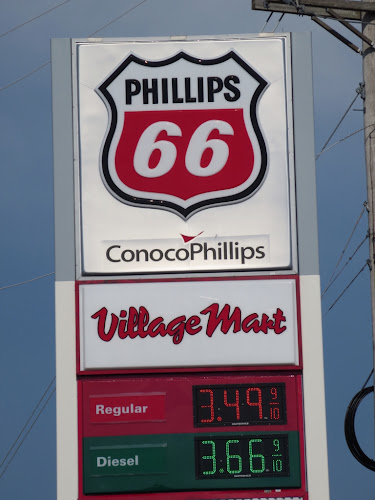 PHILLIPS
66
ConocoPhillips
Village Mart
Regular 3.49 9/10
Diesel 3.66 9/10